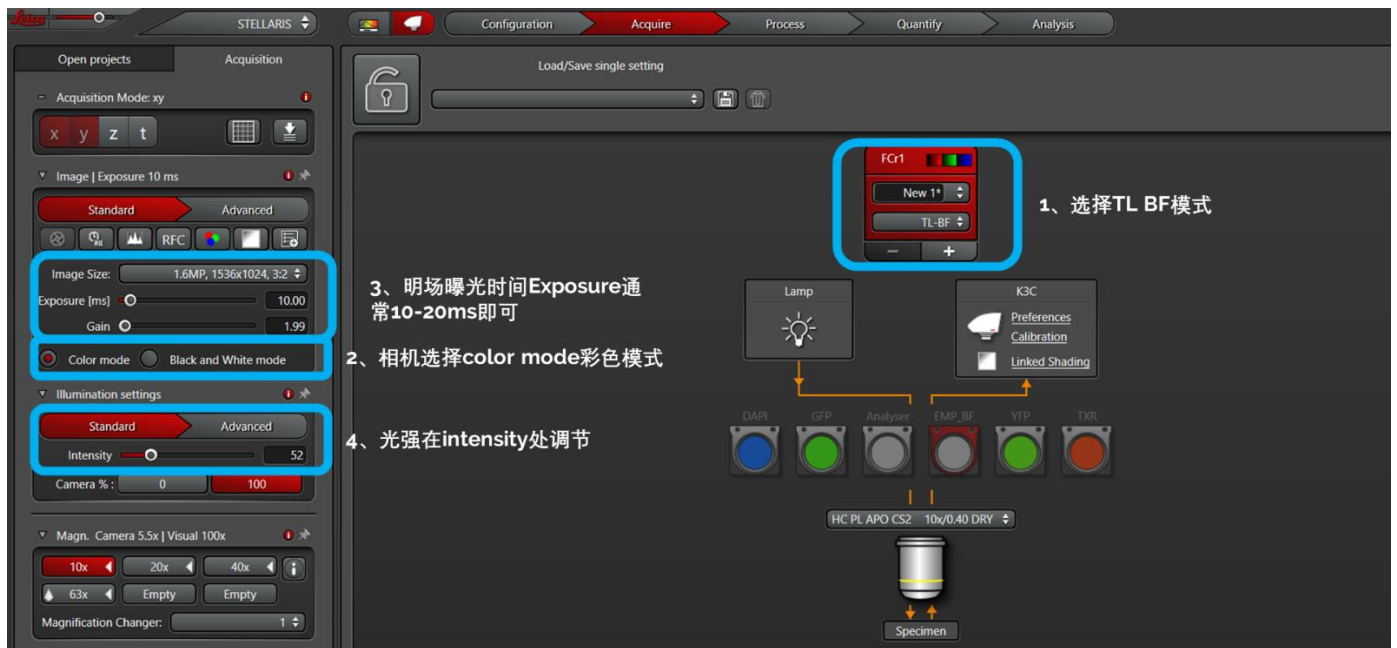 Leica
STELLARIS
Configuration
Acquire
Process
Quantify
Analysis
Open projects
Acquisition
Acquisition Mode: xy
x y z t
Image | Exposure 10 ms
Standard
Advanced
RFC
Image Size:
1.6MP, 1536x1024, 3:2
Exposure [ms]
10.00
Gain
1.99
Color mode
Black and White mode
Illumination settings
Standard
Advanced
Intensity
52
Camera % :
0
100
Magn. Camera 5.5x | Visual 100x
10x
20x
40x
63x
Empty
Empty
Magnification Changer:
1
Load/Save single setting
FCr1
New 1*
TL-BF
1、选择TL BF模式
3、明场曝光时间Exposure通
常10-20ms即可
2、相机选择color mode彩色模式
4、光强在intensity处调节
Lamp
K3C
Preferences
Calibration
Linked Shading
DAPI
GFP
Analyser
EMP_BF
YFP
TXR
HC PL APO CS2 10x/0.40 DRY
Specimen